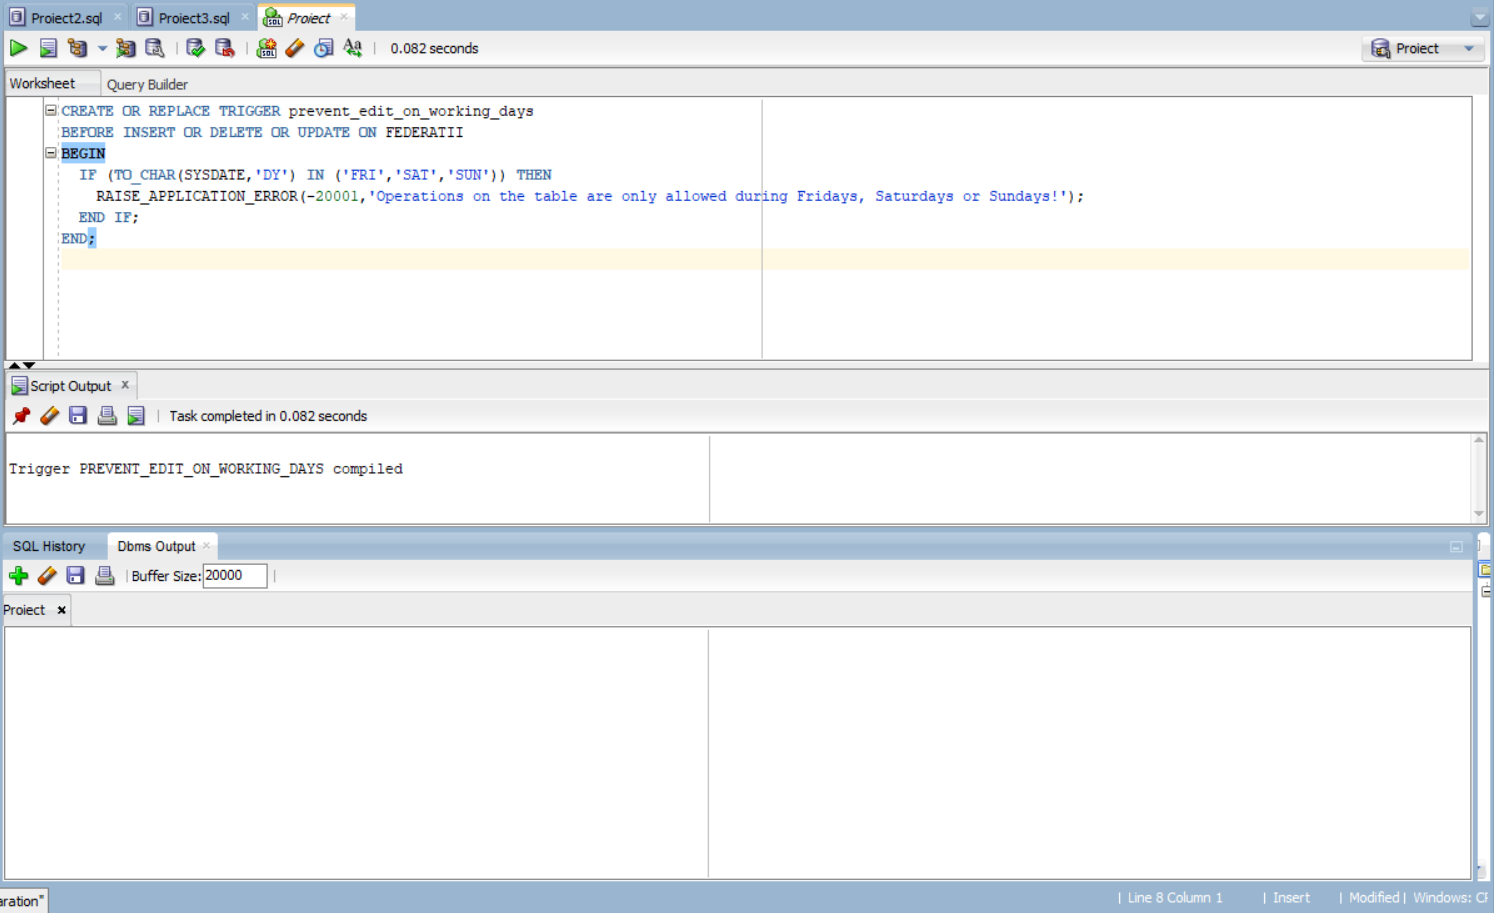 Proiect2.sql Proiect3.sql Proiect
0.082 seconds Proiect
Worksheet Query Builder
CREATE OR REPLACE TRIGGER prevent_edit_on_working_days
BEFORE INSERT OR DELETE OR UPDATE ON FEDERATII
BEGIN
IF (TO_CHAR(SYSDATE,'DY') IN ('FRI','SAT','SUN')) THEN
RAISE_APPLICATION_ERROR(-20001,'Operations on the table are only allowed during Fridays, Saturdays or Sundays!');
END IF;
END;
Script Output x
Task completed in 0.082 seconds
Trigger PREVENT_EDIT_ON_WORKING_DAYS compiled
SQL History Dbms Output
Buffer Size: 20000
Proiect
aration"
Line 8 Column 1 | Insert | Modified | Windows: C